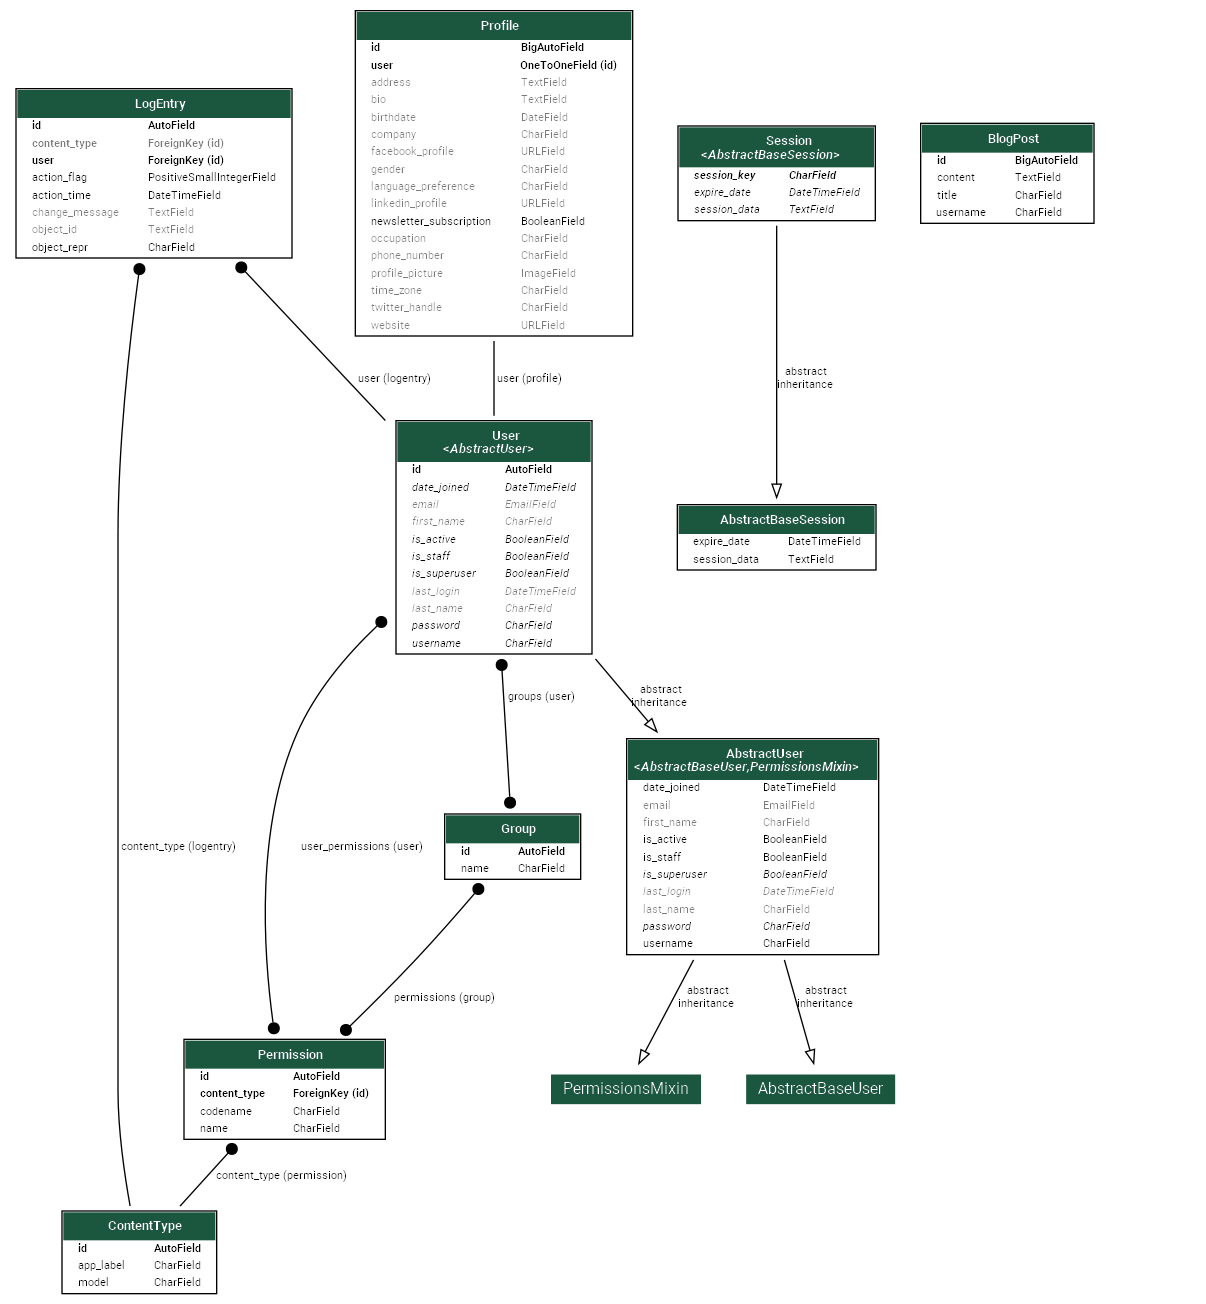 Profile
id BigAutoField
user OneToOneField (id)
address TextField
bio TextField
birthdate DateField
company CharField
facebook_profile URLField
gender CharField
language_preference CharField
linkedin_profile URLField
newsletter_subscription BooleanField
occupation CharField
phone_number CharField
profile_picture ImageField
time_zone CharField
twitter_handle CharField
website URLField
LogEntry
id AutoField
content_type ForeignKey (id)
user ForeignKey (id)
action_flag PositiveSmallIntegerField
action_time DateTimeField
change_message TextField
object_id TextField
object_repr CharField
Session
<AbstractBaseSession>
session_key CharField
expire_date DateTimeField
session_data TextField
BlogPost
id BigAutoField
content TextField
title CharField
username CharField
user (logentry)
user (profile)
abstract
inheritance
User
<AbstractUser>
id AutoField
date_joined DateTimeField
email EmailField
first_name CharField
is_active BooleanField
is_staff BooleanField
is_superuser BooleanField
last_login DateTimeField
last_name CharField
password CharField
username CharField
AbstractBaseSession
expire_date DateTimeField
session_data TextField
groups (user)
abstract
inheritance
AbstractUser
<AbstractBaseUser,PermissionsMixin>
date_joined DateTimeField
email EmailField
first_name CharField
is_active BooleanField
is_staff BooleanField
is_superuser BooleanField
last_login DateTimeField
last_name CharField
password CharField
username CharField
content_type (logentry)
user_permissions (user)
Group
id AutoField
name CharField
permissions (group)
abstract
inheritance
abstract
inheritance
Permission
id AutoField
content_type ForeignKey (id)
codename CharField
name CharField
PermissionsMixin
AbstractBaseUser
content_type (permission)
ContentType
id AutoField
app_label CharField
model CharField